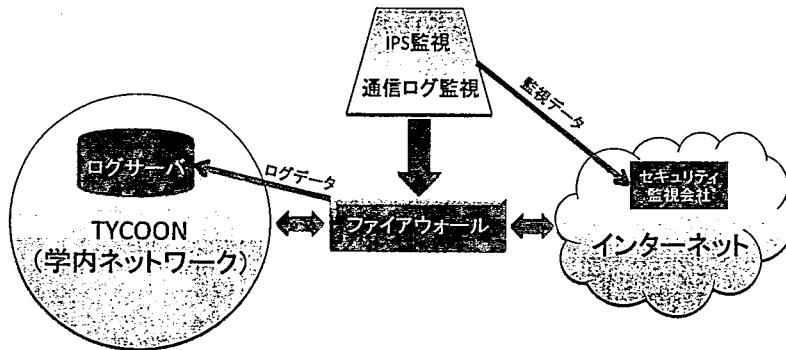 IPS監視
通信ログ監視
監視データ
ログサーバ
ログデータ
セキュリティ
監視会社
TYCOON
(学内ネットワーク)
ファイアウォール
インターネット